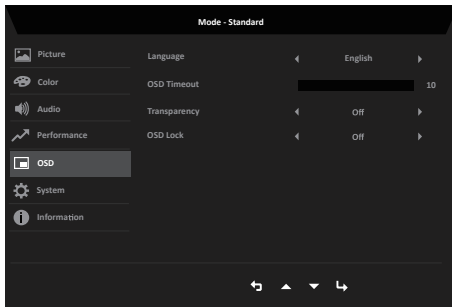 Mode - Standard
Picture
Language English
Color
OSD Timeout 10
Audio
Transparency Off
Performance
OSD Lock Off
OSD
System
Information